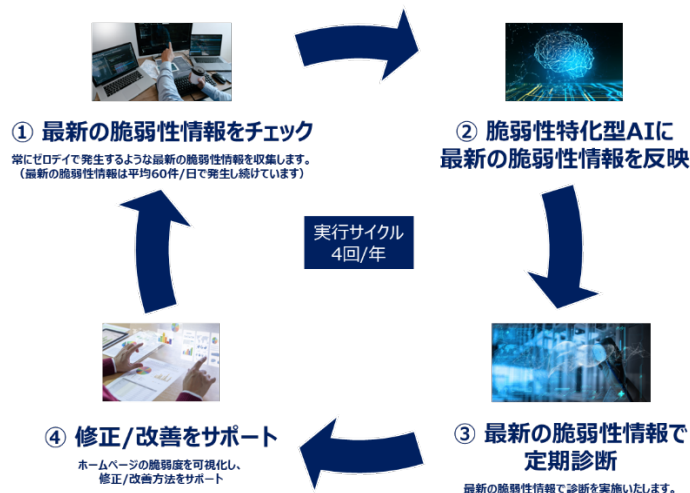 ① 最新の脆弱性情報をチェック
常にゼロデイで発生するような最新の脆弱性情報を収集します。
（最新の脆弱性情報は平均60件/日で発生し続けています）
② 脆弱性特化型AIに
最新の脆弱性情報を反映
実行サイクル
4回/年
④ 修正/改善をサポート
ホームページの脆弱度を可視化し、
修正/改善方法をサポート
③ 最新の脆弱性情報で
定期診断
最新の脆弱性情報で診断を実施いたします。